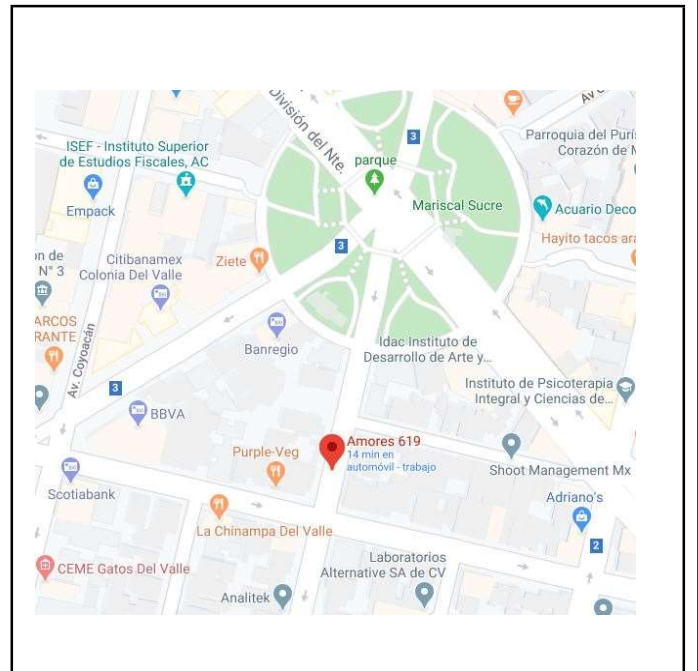 División del Nte.
3
Av
ISEF - Instituto Superior
de Estudios Fiscales, AC
parque
Parroquia del
Corazón de
Empack
Mariscal Sucre
Acuario Deco
3
Hayito tacos
Ziete
ón de
N° 3
Citibanamex
Colonia Del Valle
ARCOS
RANTE
Banregio
Idac Instituto de
Desarrollo de Arte y...
Av. Coyoacán
3
Instituto de Psicoterapia
Integral y Ciencias de...
BBVA
Amores 619
14 min en
automóvil - trabajo
Purple-Veg
Shoot Management Mx
Scotiabank
Adriano's
La Chinampa Del Valle
2
CEME Gatos Del Valle
Laboratorios
Alternative SA de CV
Analitek